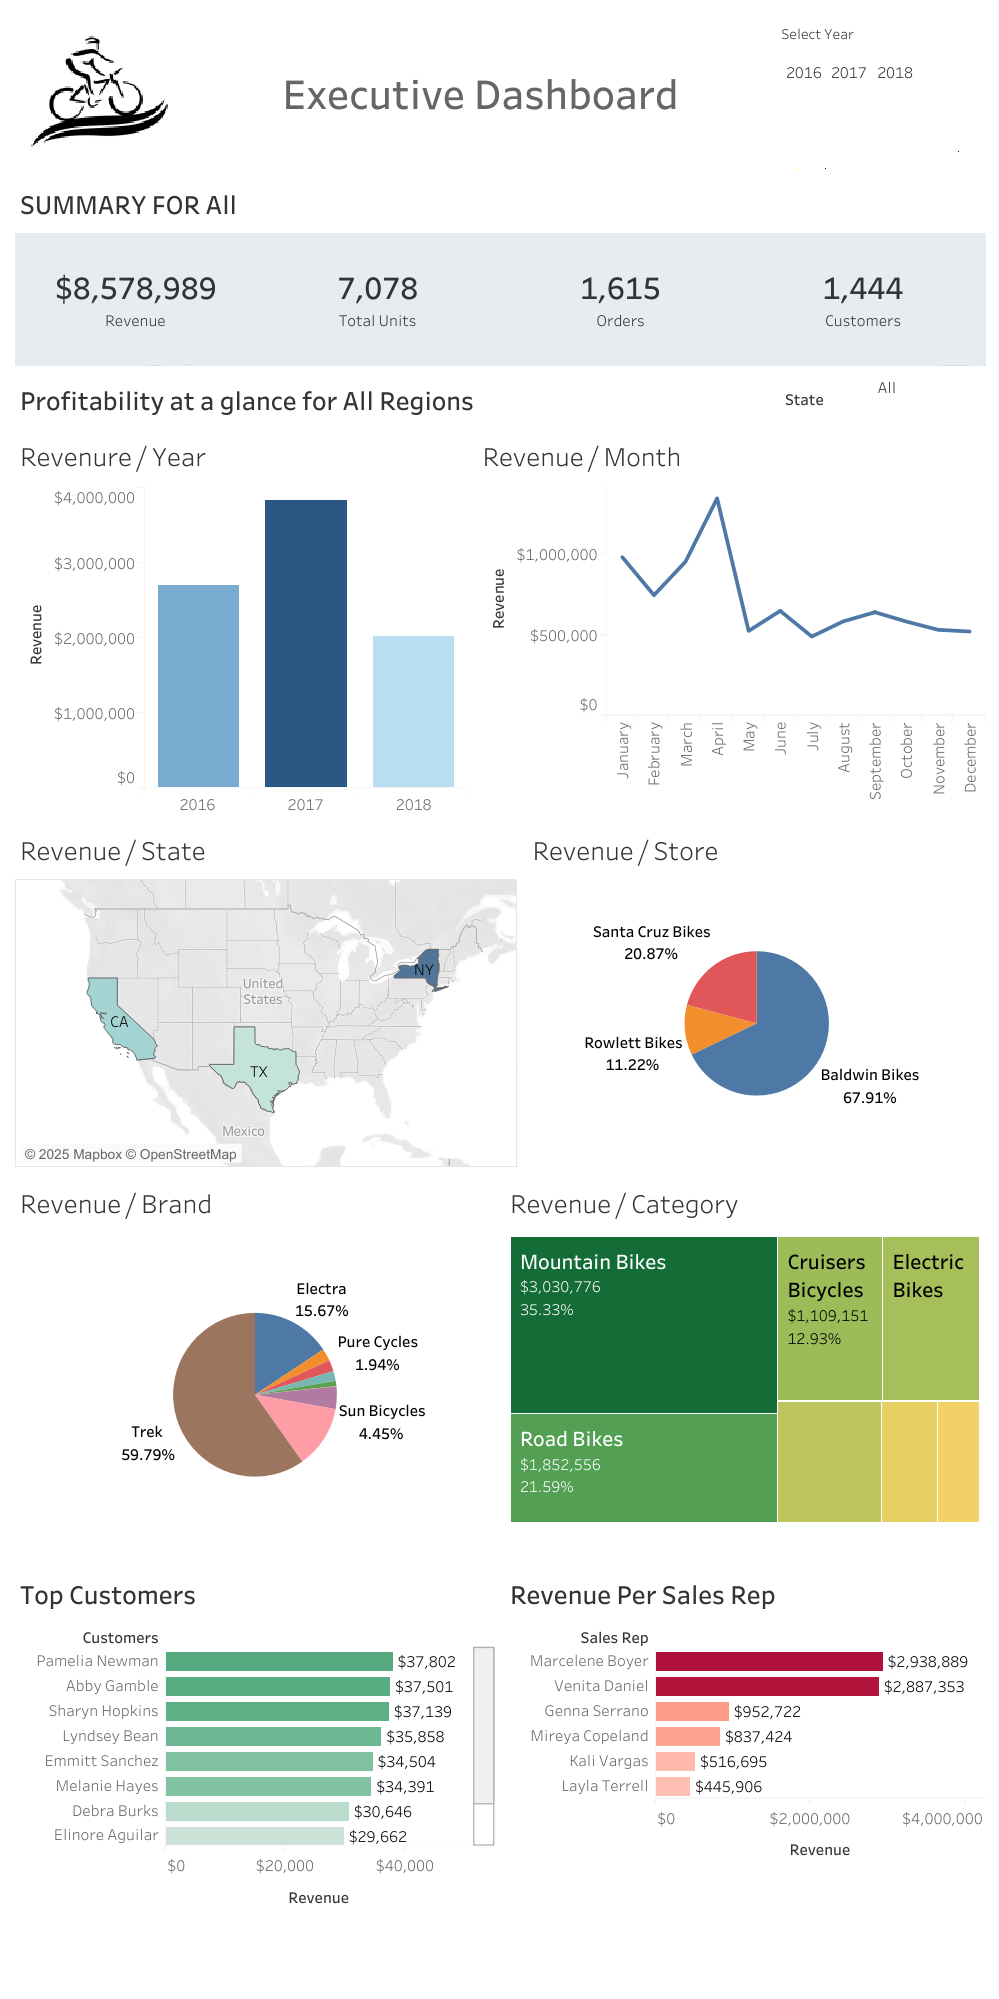 Select Year
2016 2017 2018
Executive Dashboard
SUMMARY FOR All
$8,578,989
Revenue
7,078
Total Units
1,615
Orders
1,444
Customers
Profitability at a glance for All Regions
State
All
Revenure / Year
$4,000,000
$3,000,000
$2,000,000
$1,000,000
$0
Revenue
2016
2017
2018
Revenue / Month
$1,000,000
$500,000
$0
Revenue
January
February
March
April
May
June
July
August
September
October
November
December
Revenue / State
United
States
NY
CA
TX
Mexico
© 2025 Mapbox © OpenStreetMap
Revenue / Store
Santa Cruz Bikes
20.87%
Rowlett Bikes
11.22%
Baldwin Bikes
67.91%
Revenue / Brand
Electra
15.67%
Pure Cycles
1.94%
Sun Bicycles
4.45%
Trek
59.79%
Revenue / Category
Mountain Bikes
$3,030,776
35.33%
Road Bikes
$1,852,556
21.59%
Cruisers
Bicycles
$1,109,151
12.93%
Electric
Bikes
Top Customers
Customers
Pamelia Newman $37,802
Abby Gamble $37,501
Sharyn Hopkins $37,139
Lyndsey Bean $35,858
Emmitt Sanchez $34,504
Melanie Hayes $34,391
Debra Burks $30,646
Elinore Aguilar $29,662
$0 $20,000 $40,000
Revenue
Revenue Per Sales Rep
Sales Rep
Marcelene Boyer $2,938,889
Venita Daniel $2,887,353
Genna Serrano $952,722
Mireya Copeland $837,424
Kali Vargas $516,695
Layla Terrell $445,906
$0 $2,000,000 $4,000,000
Revenue